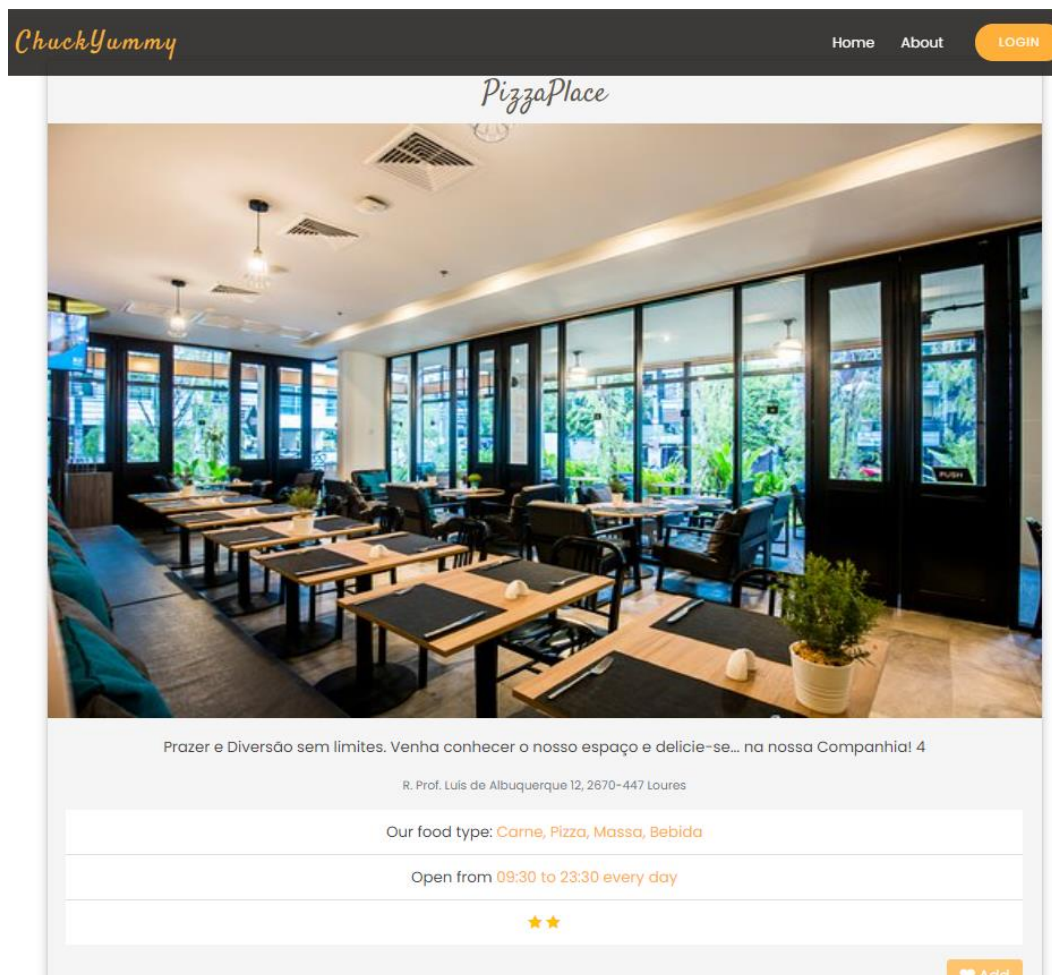 ChuckYummy
Home About LOGIN
PizzaPlace
PUSH
Prazer e Diversão sem limites. Venha conhecer o nosso espaço e delicie-se... na nossa Companhia! 4
R. Prof. Luís de Albuquerque 12, 2670-447 Loures
Our food type: Carne, Pizza, Massa, Bebida
Open from 09:30 to 23:30 every day
Add